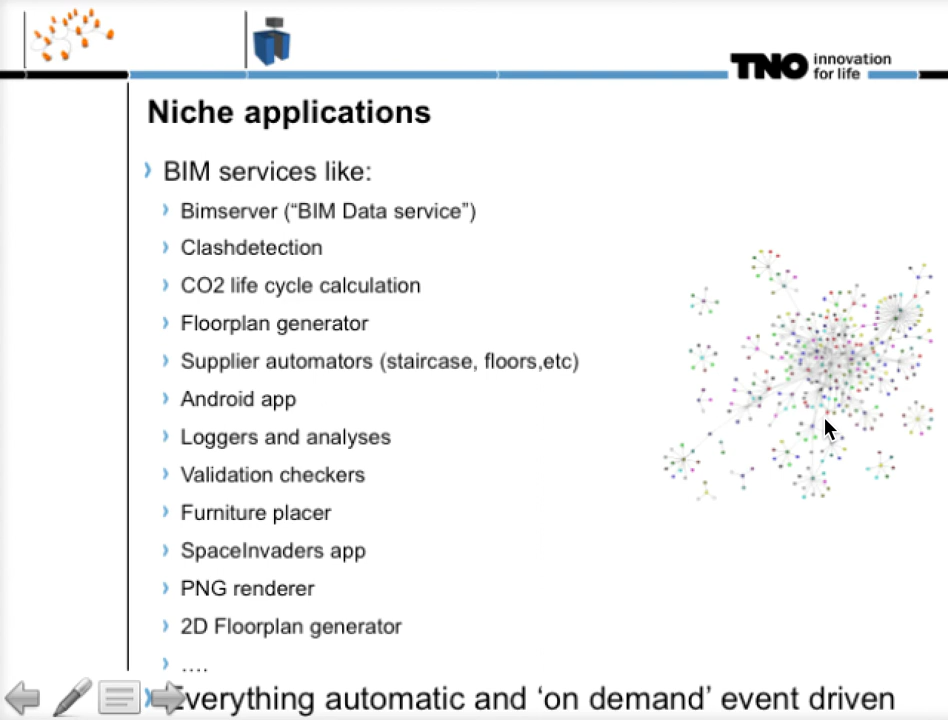 TNO innovation
for life
Niche applications
BIM services like:
Bimserver (“BIM Data service”)
Clashdetection
CO2 life cycle calculation
Floorplan generator
Supplier automators (staircase, floors,etc)
Android app
Loggers and analyses
Validation checkers
Furniture placer
SpaceInvaders app
PNG renderer
2D Floorplan generator
....
Everything automatic and ‘on demand’ event driven